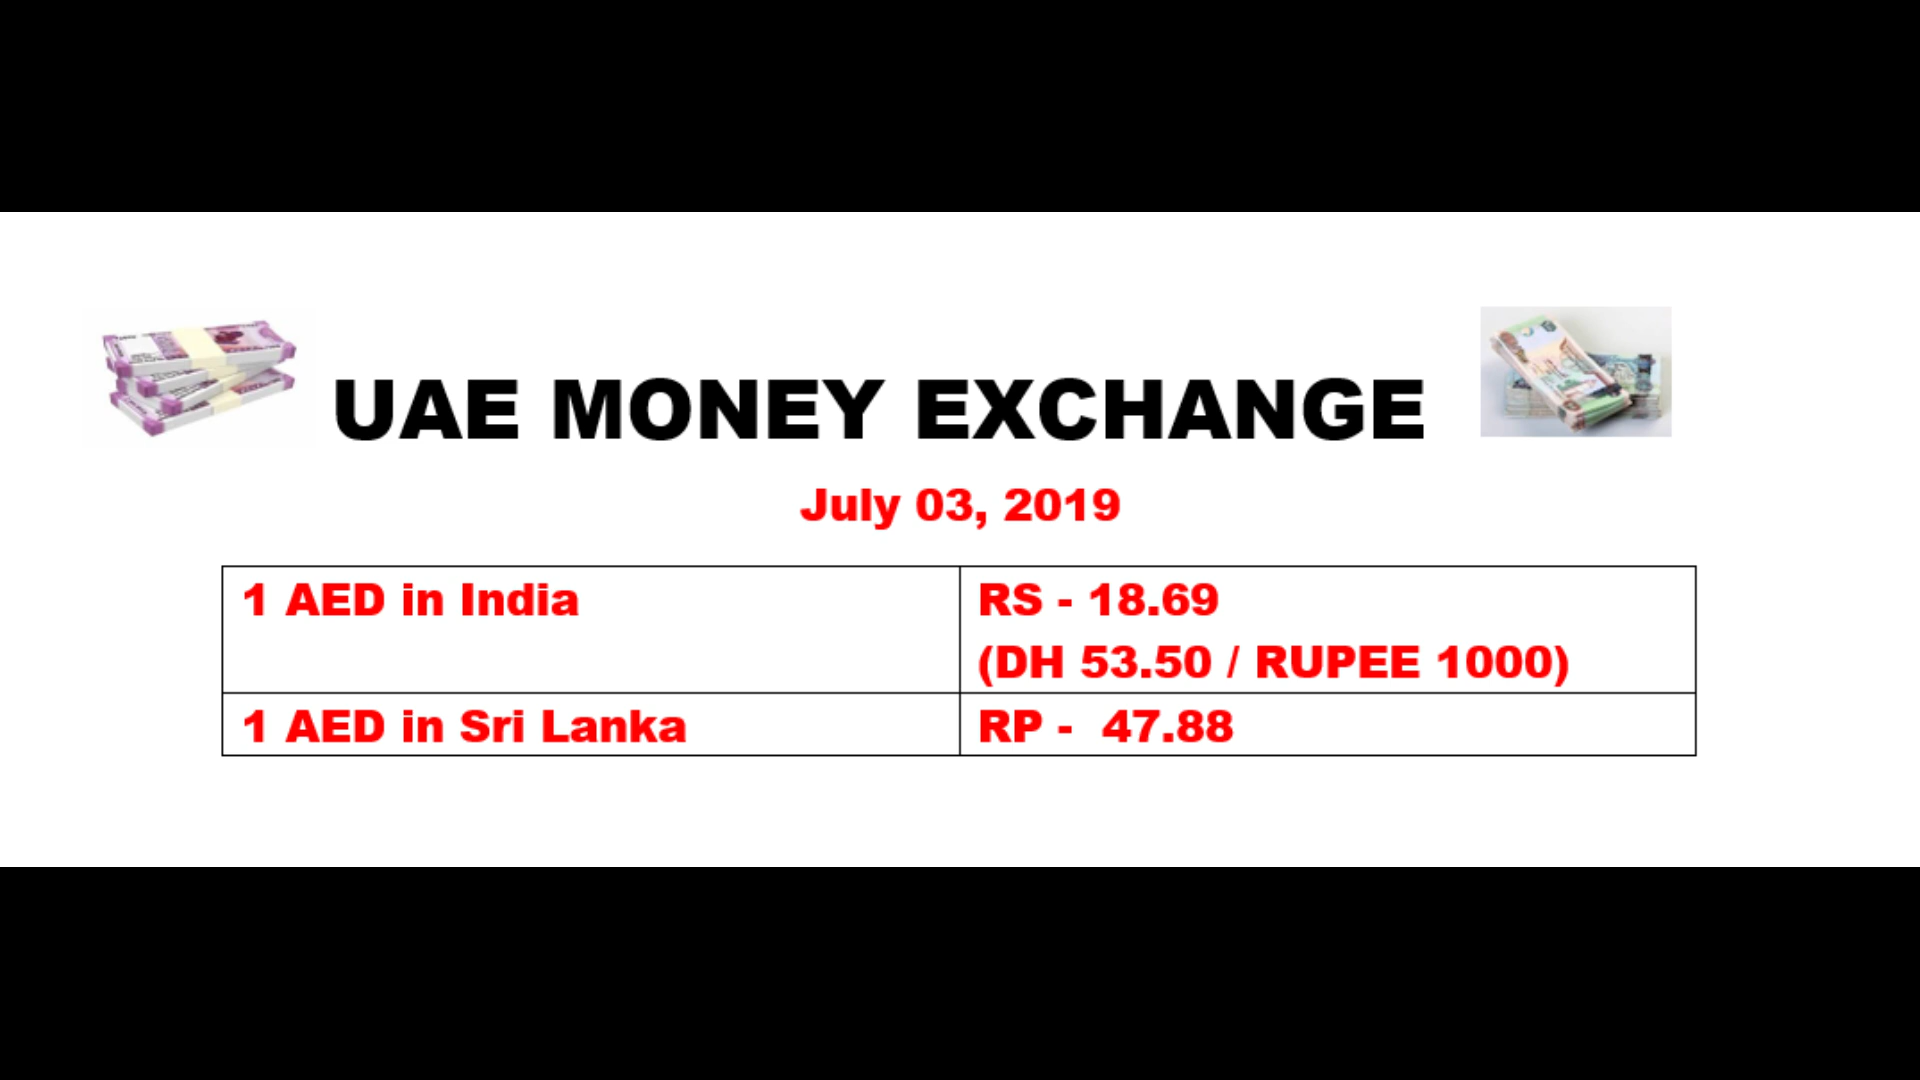 UAE MONEY EXCHANGE
July 03, 2019
1 AED in India
RS - 18.69
(DH 53.50 / RUPEE 1000)
1 AED in Sri Lanka
RP - 47.88